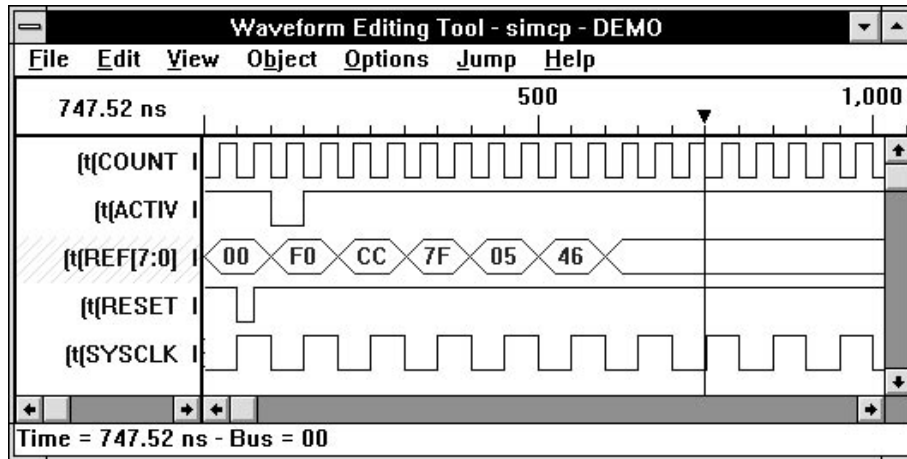 Waveform Editing Tool - simcp - DEMO
File Edit View Object Options Jump Help
747.52 ns 500 1,000
(t(COUNT I
(t(ACTIV I
(t(REF[7:0] I 00 F0 CC 7F 05 46
(t(RESET I
(t(SYSCLK I
Time = 747.52 ns - Bus = 00